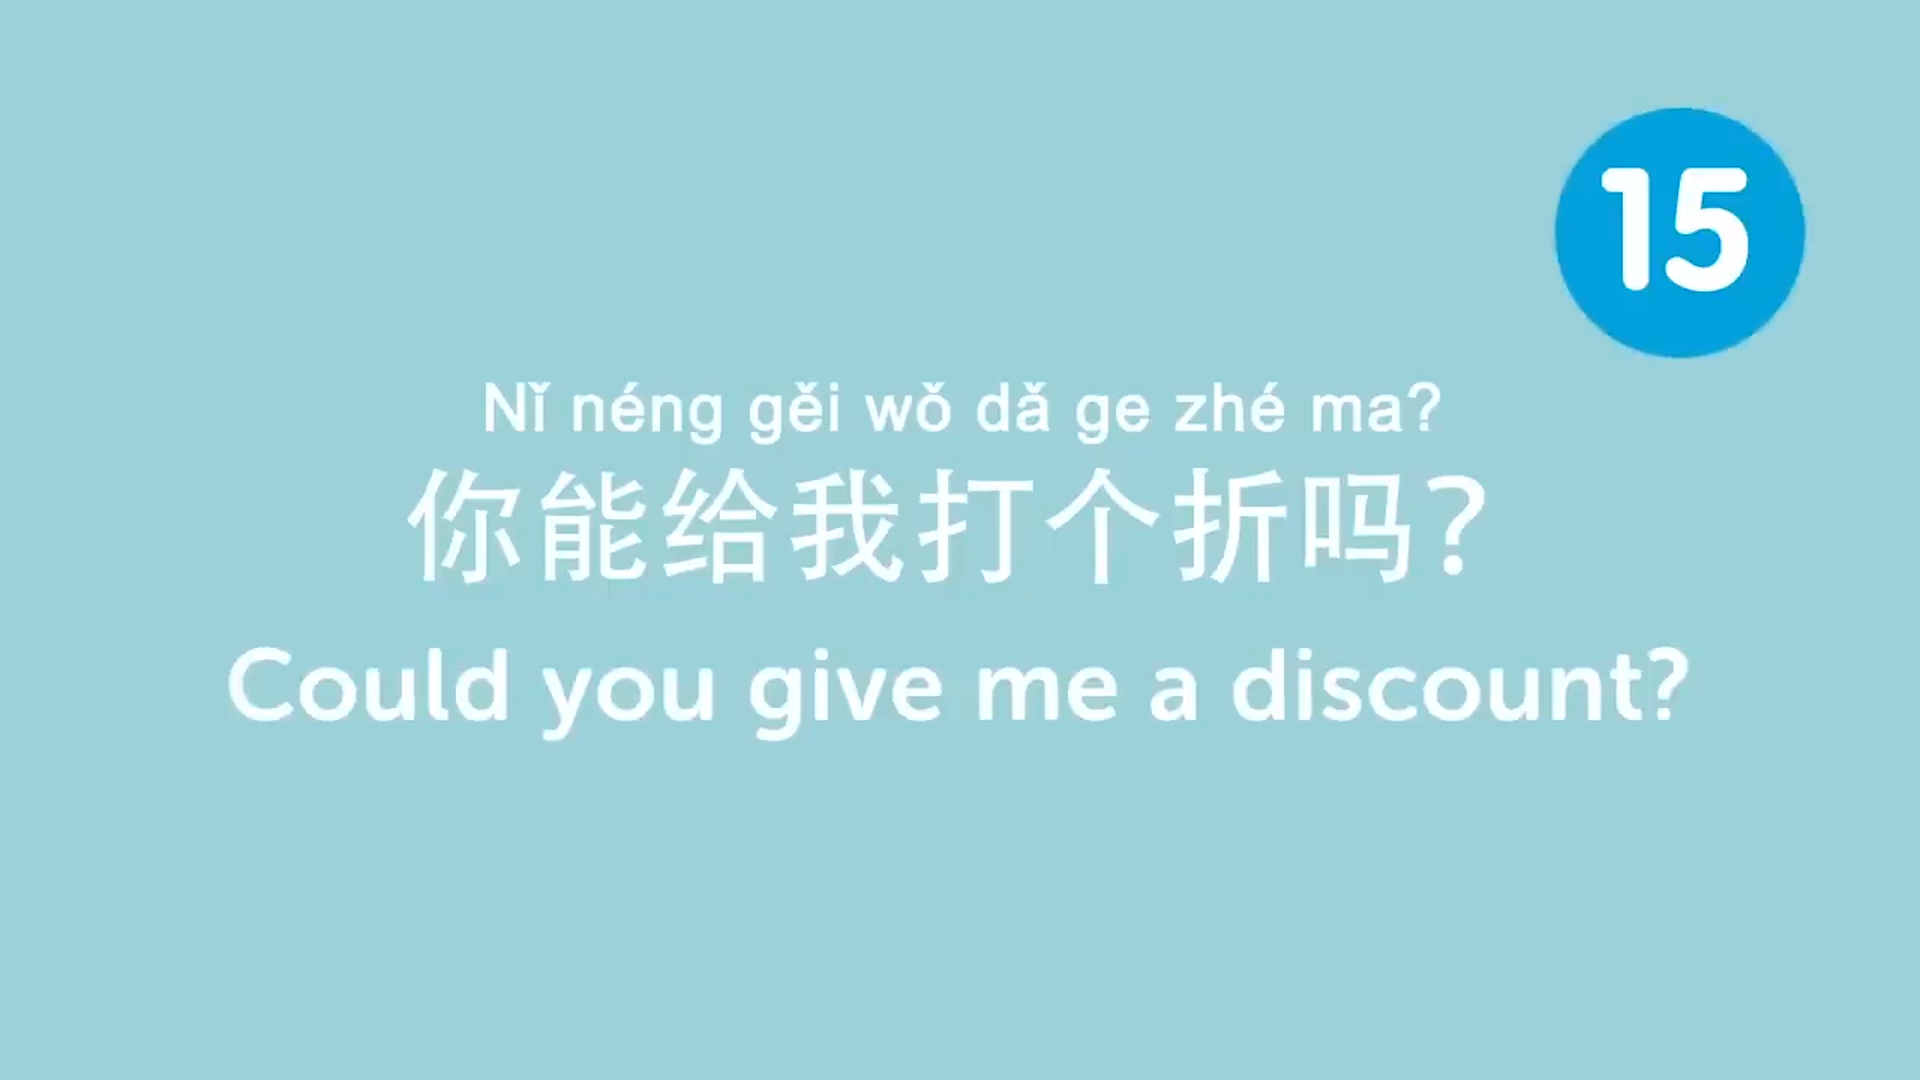 15
Nǐ néng gěi wǒ dǎ ge zhé ma?
你能给我打个折吗？
Could you give me a discount?